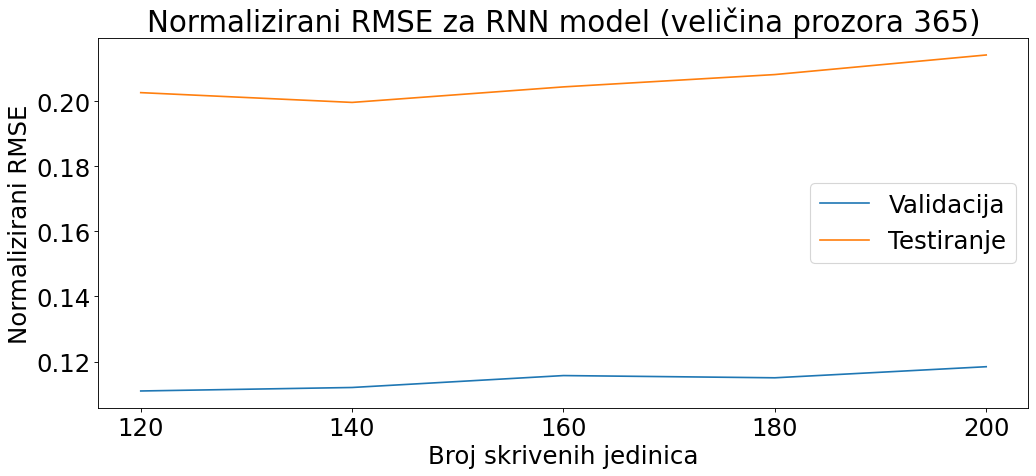 Normalizirani RMSE za RNN model (veličina prozora 365)
Normalizirani RMSE
0.20
0.18
0.16
0.14
0.12
Validacija
Testiranje
120 140 160 180 200
Broj skrivenih jedinica